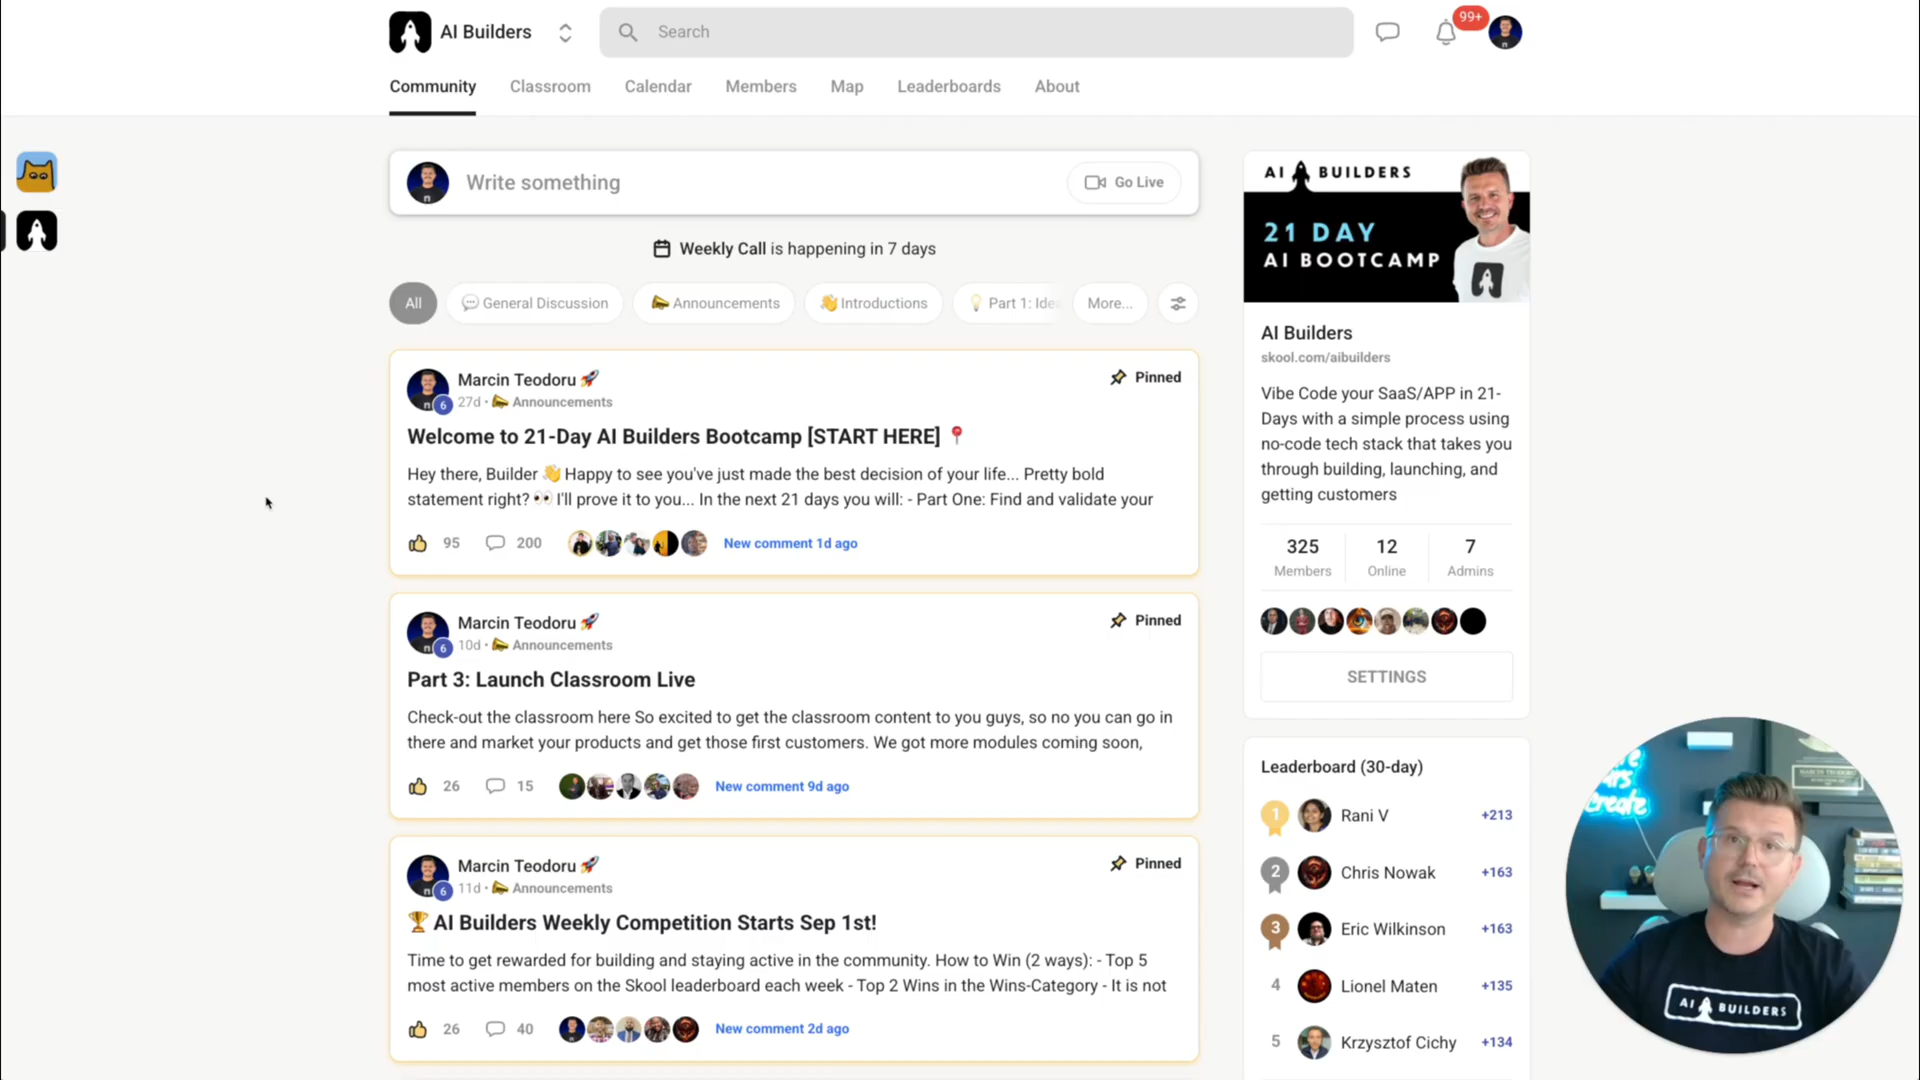 AI Builders
Search
99+
Community
Classroom
Calendar
Members
Map
Leaderboards
About
Write something
Go Live
Weekly Call is happening in 7 days
All
General Discussion
Announcements
Introductions
Part 1: Ide
More...
Marcin Teodoru
6
27d · Announcements
Pinned
Welcome to 21-Day AI Builders Bootcamp [START HERE]
Hey there, Builder Happy to see you've just made the best decision of your life... Pretty bold
statement right? I'll prove it to you... In the next 21 days you will: - Part One: Find and validate your
95
200
New comment 1d ago
Marcin Teodoru
6
10d · Announcements
Pinned
Part 3: Launch Classroom Live
Check-out the classroom here So excited to get the classroom content to you guys, so no you can go in
there and market your products and get those first customers. We got more modules coming soon,
26
15
New comment 9d ago
Marcin Teodoru
6
11d · Announcements
Pinned
AI Builders Weekly Competition Starts Sep 1st!
Time to get rewarded for building and staying active in the community. How to Win (2 ways): - Top 5
most active members on the Skool leaderboard each week - Top 2 Wins in the Wins-Category - It is not
26
40
New comment 2d ago
AI BUILDERS
21 DAY
AI BOOTCAMP
AI Builders
skool.com/aibuilders
Vibe Code your SaaS/APP in 21-
Days with a simple process using
no-code tech stack that takes you
through building, launching, and
getting customers
325
Members
12
Online
7
Admins
SETTINGS
Leaderboard (30-day)
1
Rani V
+213
2
Chris Nowak
+163
3
Eric Wilkinson
+163
4
Lionel Maten
+135
5
Krzysztof Cichy
+134
Create
MARCIN TEODORU
AI BUILDERS